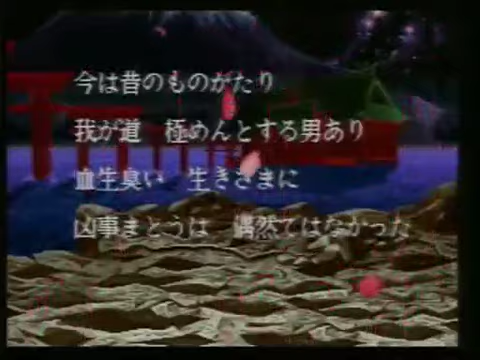 今は昔のものがたり
我が道　極めんとする男あり
血生臭い　生きざまに
凶事まとうは　偶然ではなかった